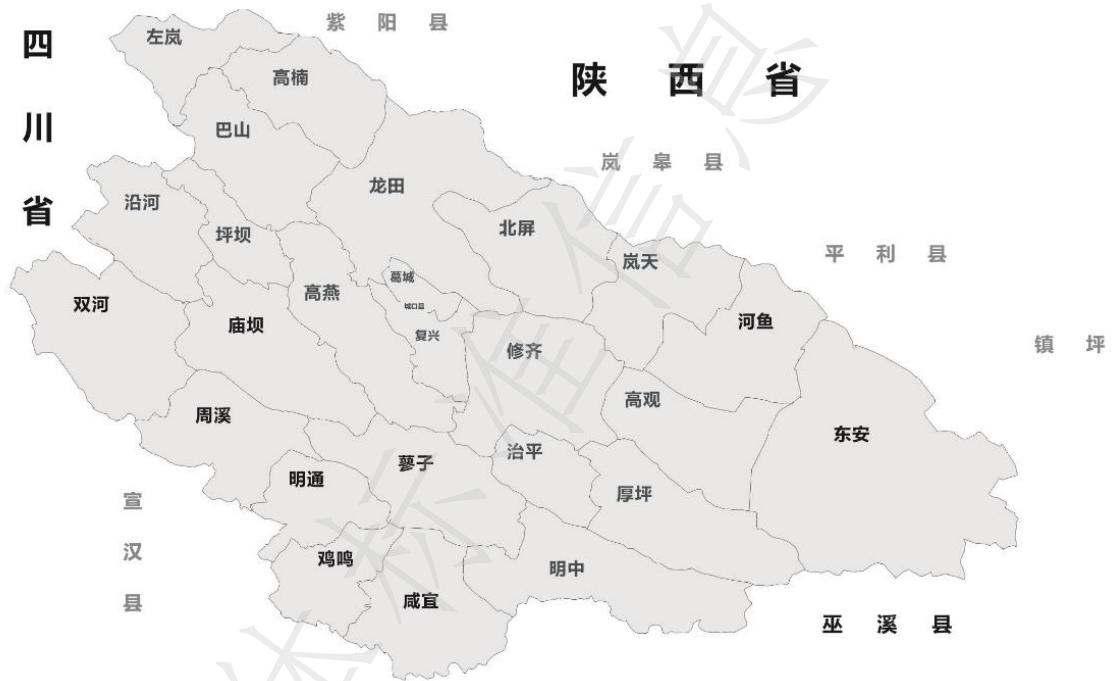 四川省
陕西省
紫阳县
岚皋县
平利县
镇坪
宣汉县
巫溪县
左岚
高楠
巴山
龙田
沿河
坪坝
北屏
岚天
双河
庙坝
高燕
葛城
城口县
复兴
河鱼
修齐
高观
东安
周溪
蓼子
治平
明通
厚坪
鸡鸣
明中
咸宜